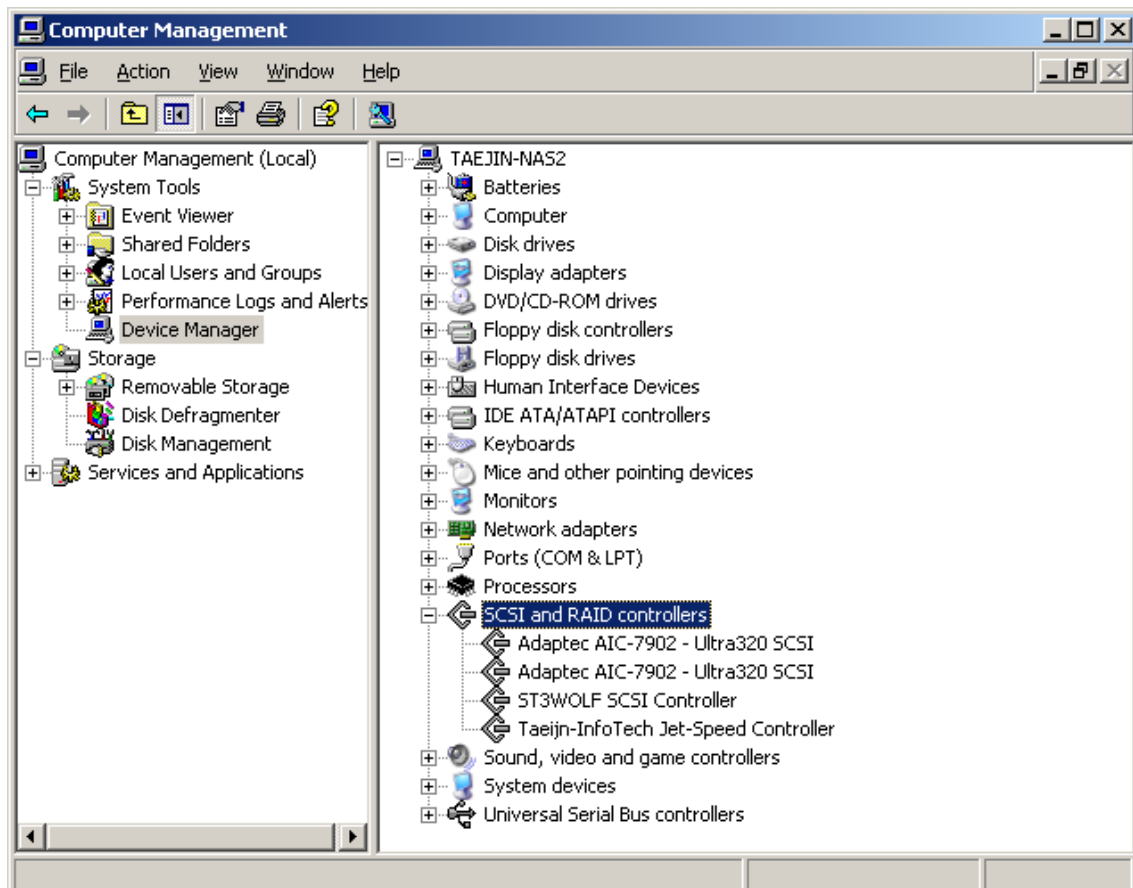 Computer Management
File Action View Window Help
Computer Management (Local)
System Tools
Event Viewer
Shared Folders
Local Users and Groups
Performance Logs and Alerts
Device Manager
Storage
Removable Storage
Disk Defragmenter
Disk Management
Services and Applications
TAEJIN-NAS2
Batteries
Computer
Disk drives
Display adapters
DVD/CD-ROM drives
Floppy disk controllers
Floppy disk drives
Human Interface Devices
IDE ATA/ATAPI controllers
Keyboards
Mice and other pointing devices
Monitors
Network adapters
Ports (COM & LPT)
Processors
SCSI and RAID controllers
Adaptec AIC-7902 - Ultra320 SCSI
Adaptec AIC-7902 - Ultra320 SCSI
ST3WOLF SCSI Controller
Taeijn-InfoTech Jet-Speed Controller
Sound, video and game controllers
System devices
Universal Serial Bus controllers